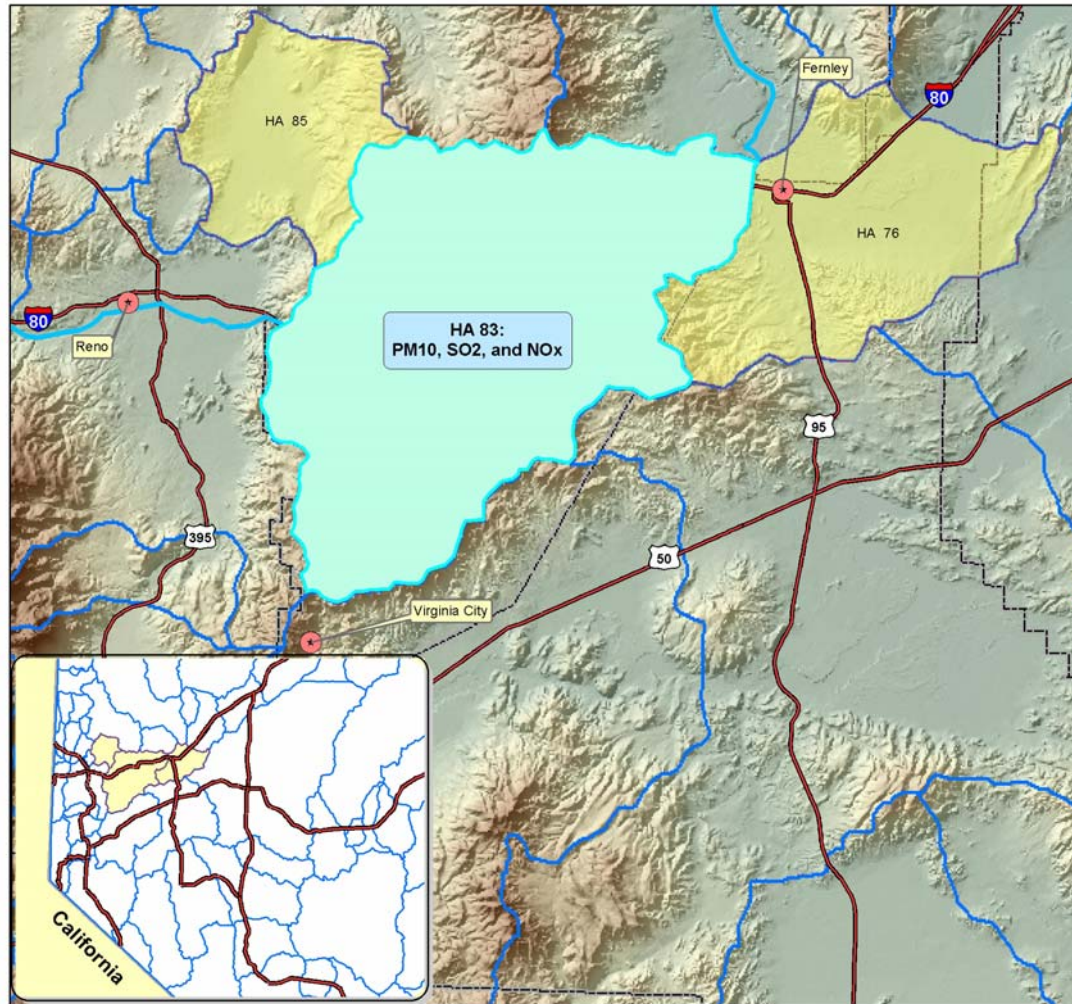 Fernley
80
HA 85
HA 76
80
Reno
HA 83:
PM10, SO2, and NOx
95
395
50
Virginia City
California